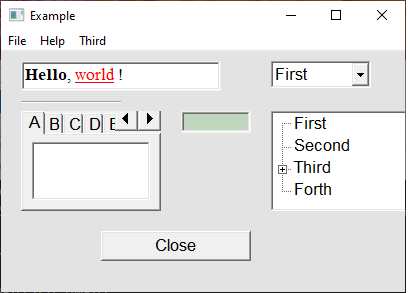 Example
File Help Third
Hello, world !
First
A B C D E
First
Second
Third
Forth
Close